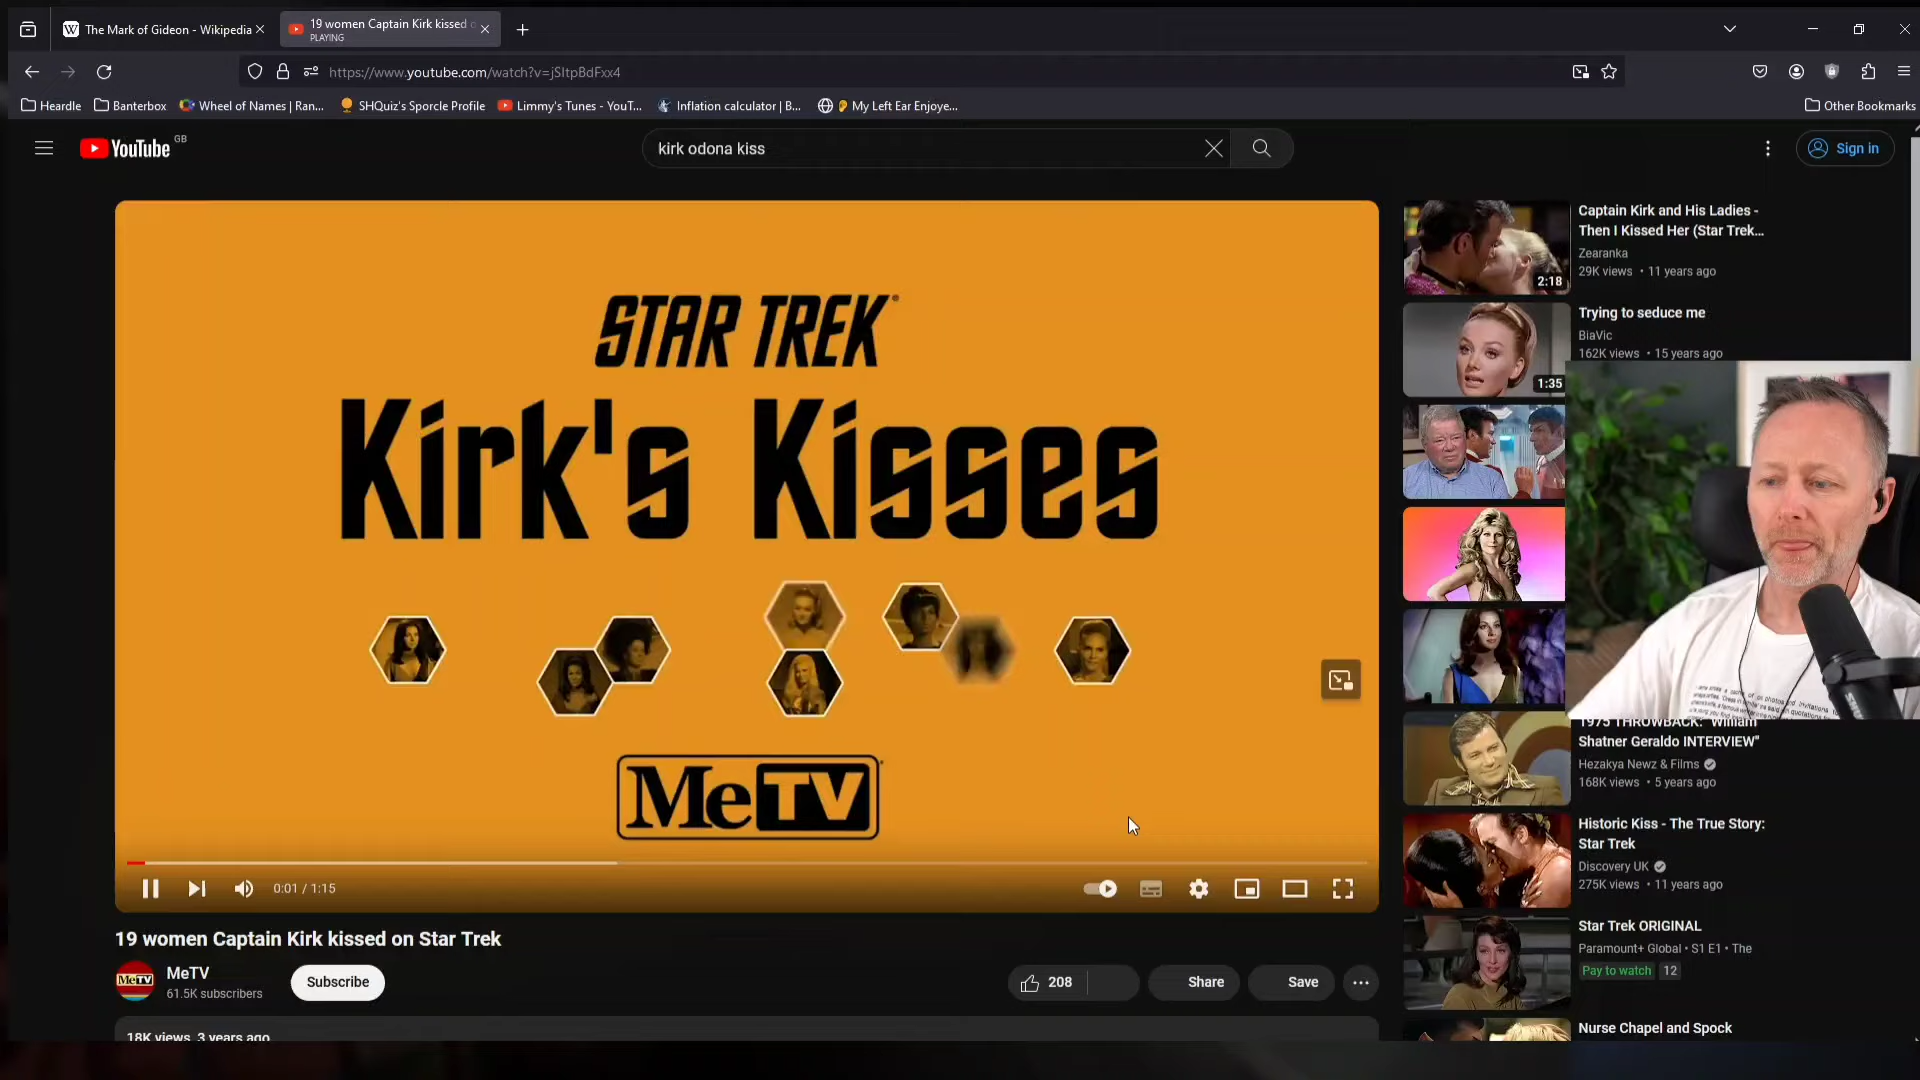 The Mark of Gideon - Wikipedia
19 women Captain Kirk kissed
PLAYING
https://www.youtube.com/watch?v=jSItpBdFxx4
Heardle
Banterbox
Wheel of Names | Ran...
SHQuiz's Sporcle Profile
Limmy's Tunes - YouT...
Inflation calculator | B...
My Left Ear Enjoye...
Other Bookmarks
YouTube GB
kirk odona kiss
Sign in
STAR TREK
Kirk's Kisses
MeTV
0:01 / 1:15
19 women Captain Kirk kissed on Star Trek
MeTV
MeTV
61.5K subscribers
Subscribe
208
Share
Save
18K views 3 years ago
2:18
Captain Kirk and His Ladies -
Then I Kissed Her (Star Trek...
Zearanka
29K views • 11 years ago
1:35
Trying to seduce me
BiaVic
162K views • 15 years ago
1975 THROWBACK: "William
Shatner Geraldo INTERVIEW"
Hezakya Newz & Films
168K views • 5 years ago
Historic Kiss - The True Story:
Star Trek
Discovery UK
275K views • 11 years ago
Star Trek ORIGINAL
Paramount+ Global • S1 E1 • The
Pay to watch 12
Nurse Chapel and Spock